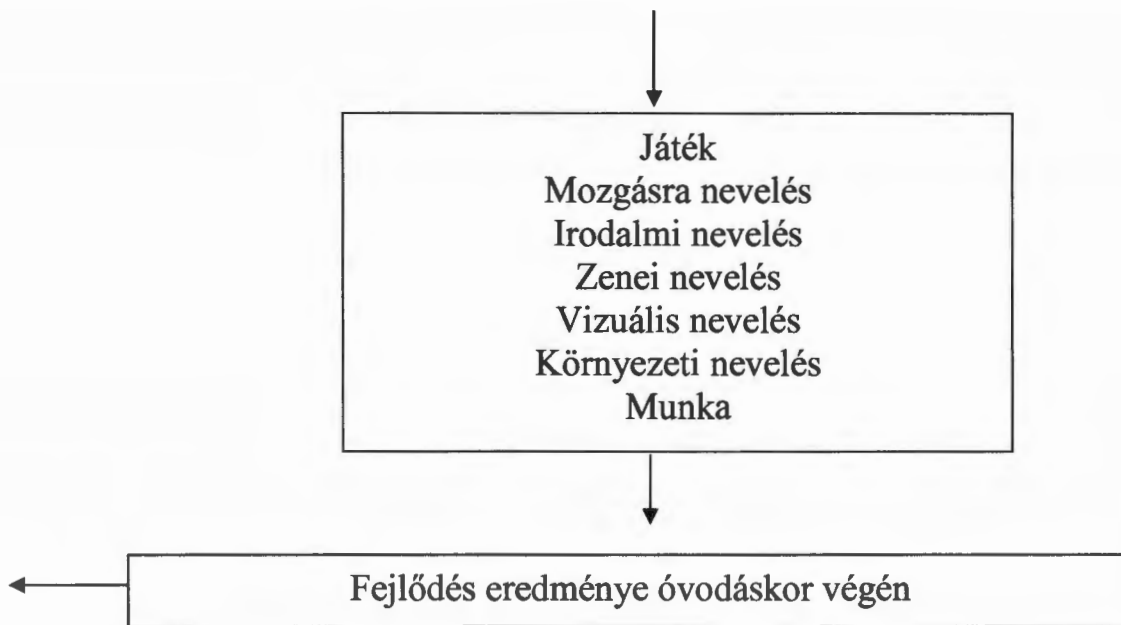 Játék
Mozgásra nevelés
Irodalmi nevelés
Zenei nevelés
Vizuális nevelés
Környezeti nevelés
Munka
Fejlődés eredménye óvodáskor végén